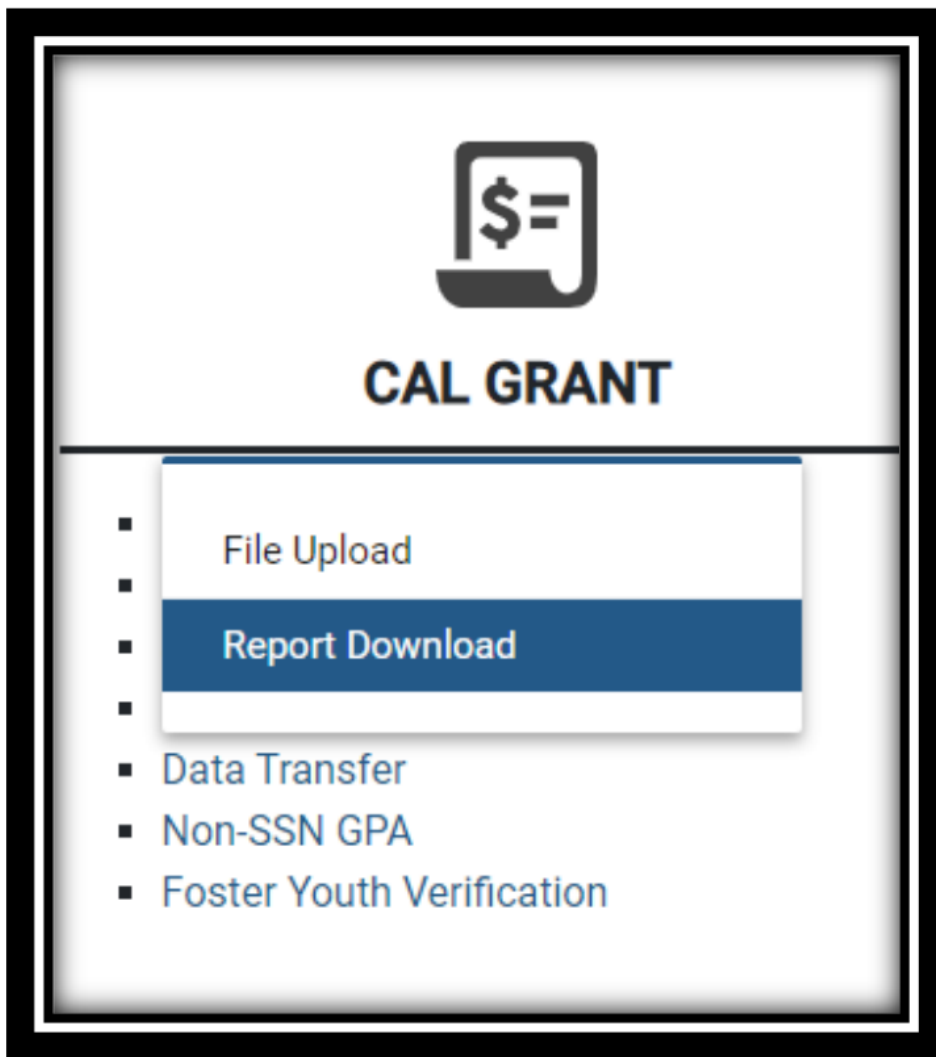 $
CAL GRANT
File Upload
Report Download
Data Transfer
Non-SSN GPA
Foster Youth Verification